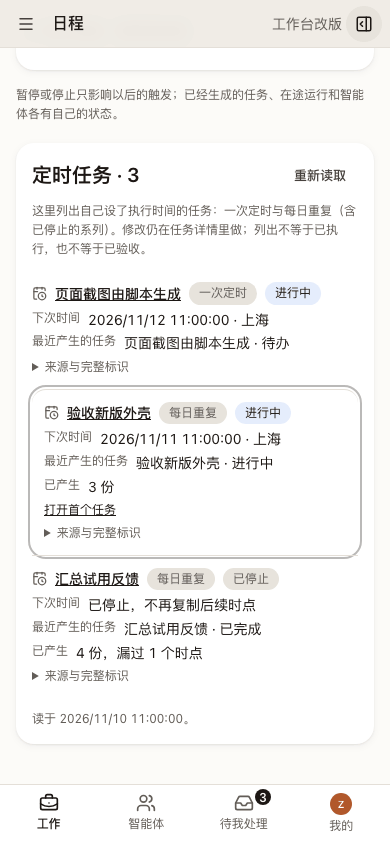 日程
工作台改版
暂停或停止只影响以后的触发；已经生成的任务、在途运行和智能
体各有自己的状态。
定时任务 · 3
重新读取
这里列出自己设了执行时间的任务：一次定时与每日重复（含
已停止的系列）。修改仍在任务详情里做；列出不等于已执
行，也不等于已验收。
页面截图由脚本生成 一次定时 进行中
下次时间 2026/11/12 11:00:00 · 上海
最近产生的任务 页面截图由脚本生成 · 待办
来源与完整标识
验收新版外壳 每日重复 进行中
下次时间 2026/11/11 11:00:00 · 上海
最近产生的任务 验收新版外壳 · 进行中
已产生 3 份
打开首个任务
来源与完整标识
汇总试用反馈 每日重复 已停止
下次时间 已停止，不再复制后续时点
最近产生的任务 汇总试用反馈 · 已完成
已产生 4 份，漏过 1 个时点
来源与完整标识
读于 2026/11/10 11:00:00。
3
z
工作 智能体 待我处理 我的